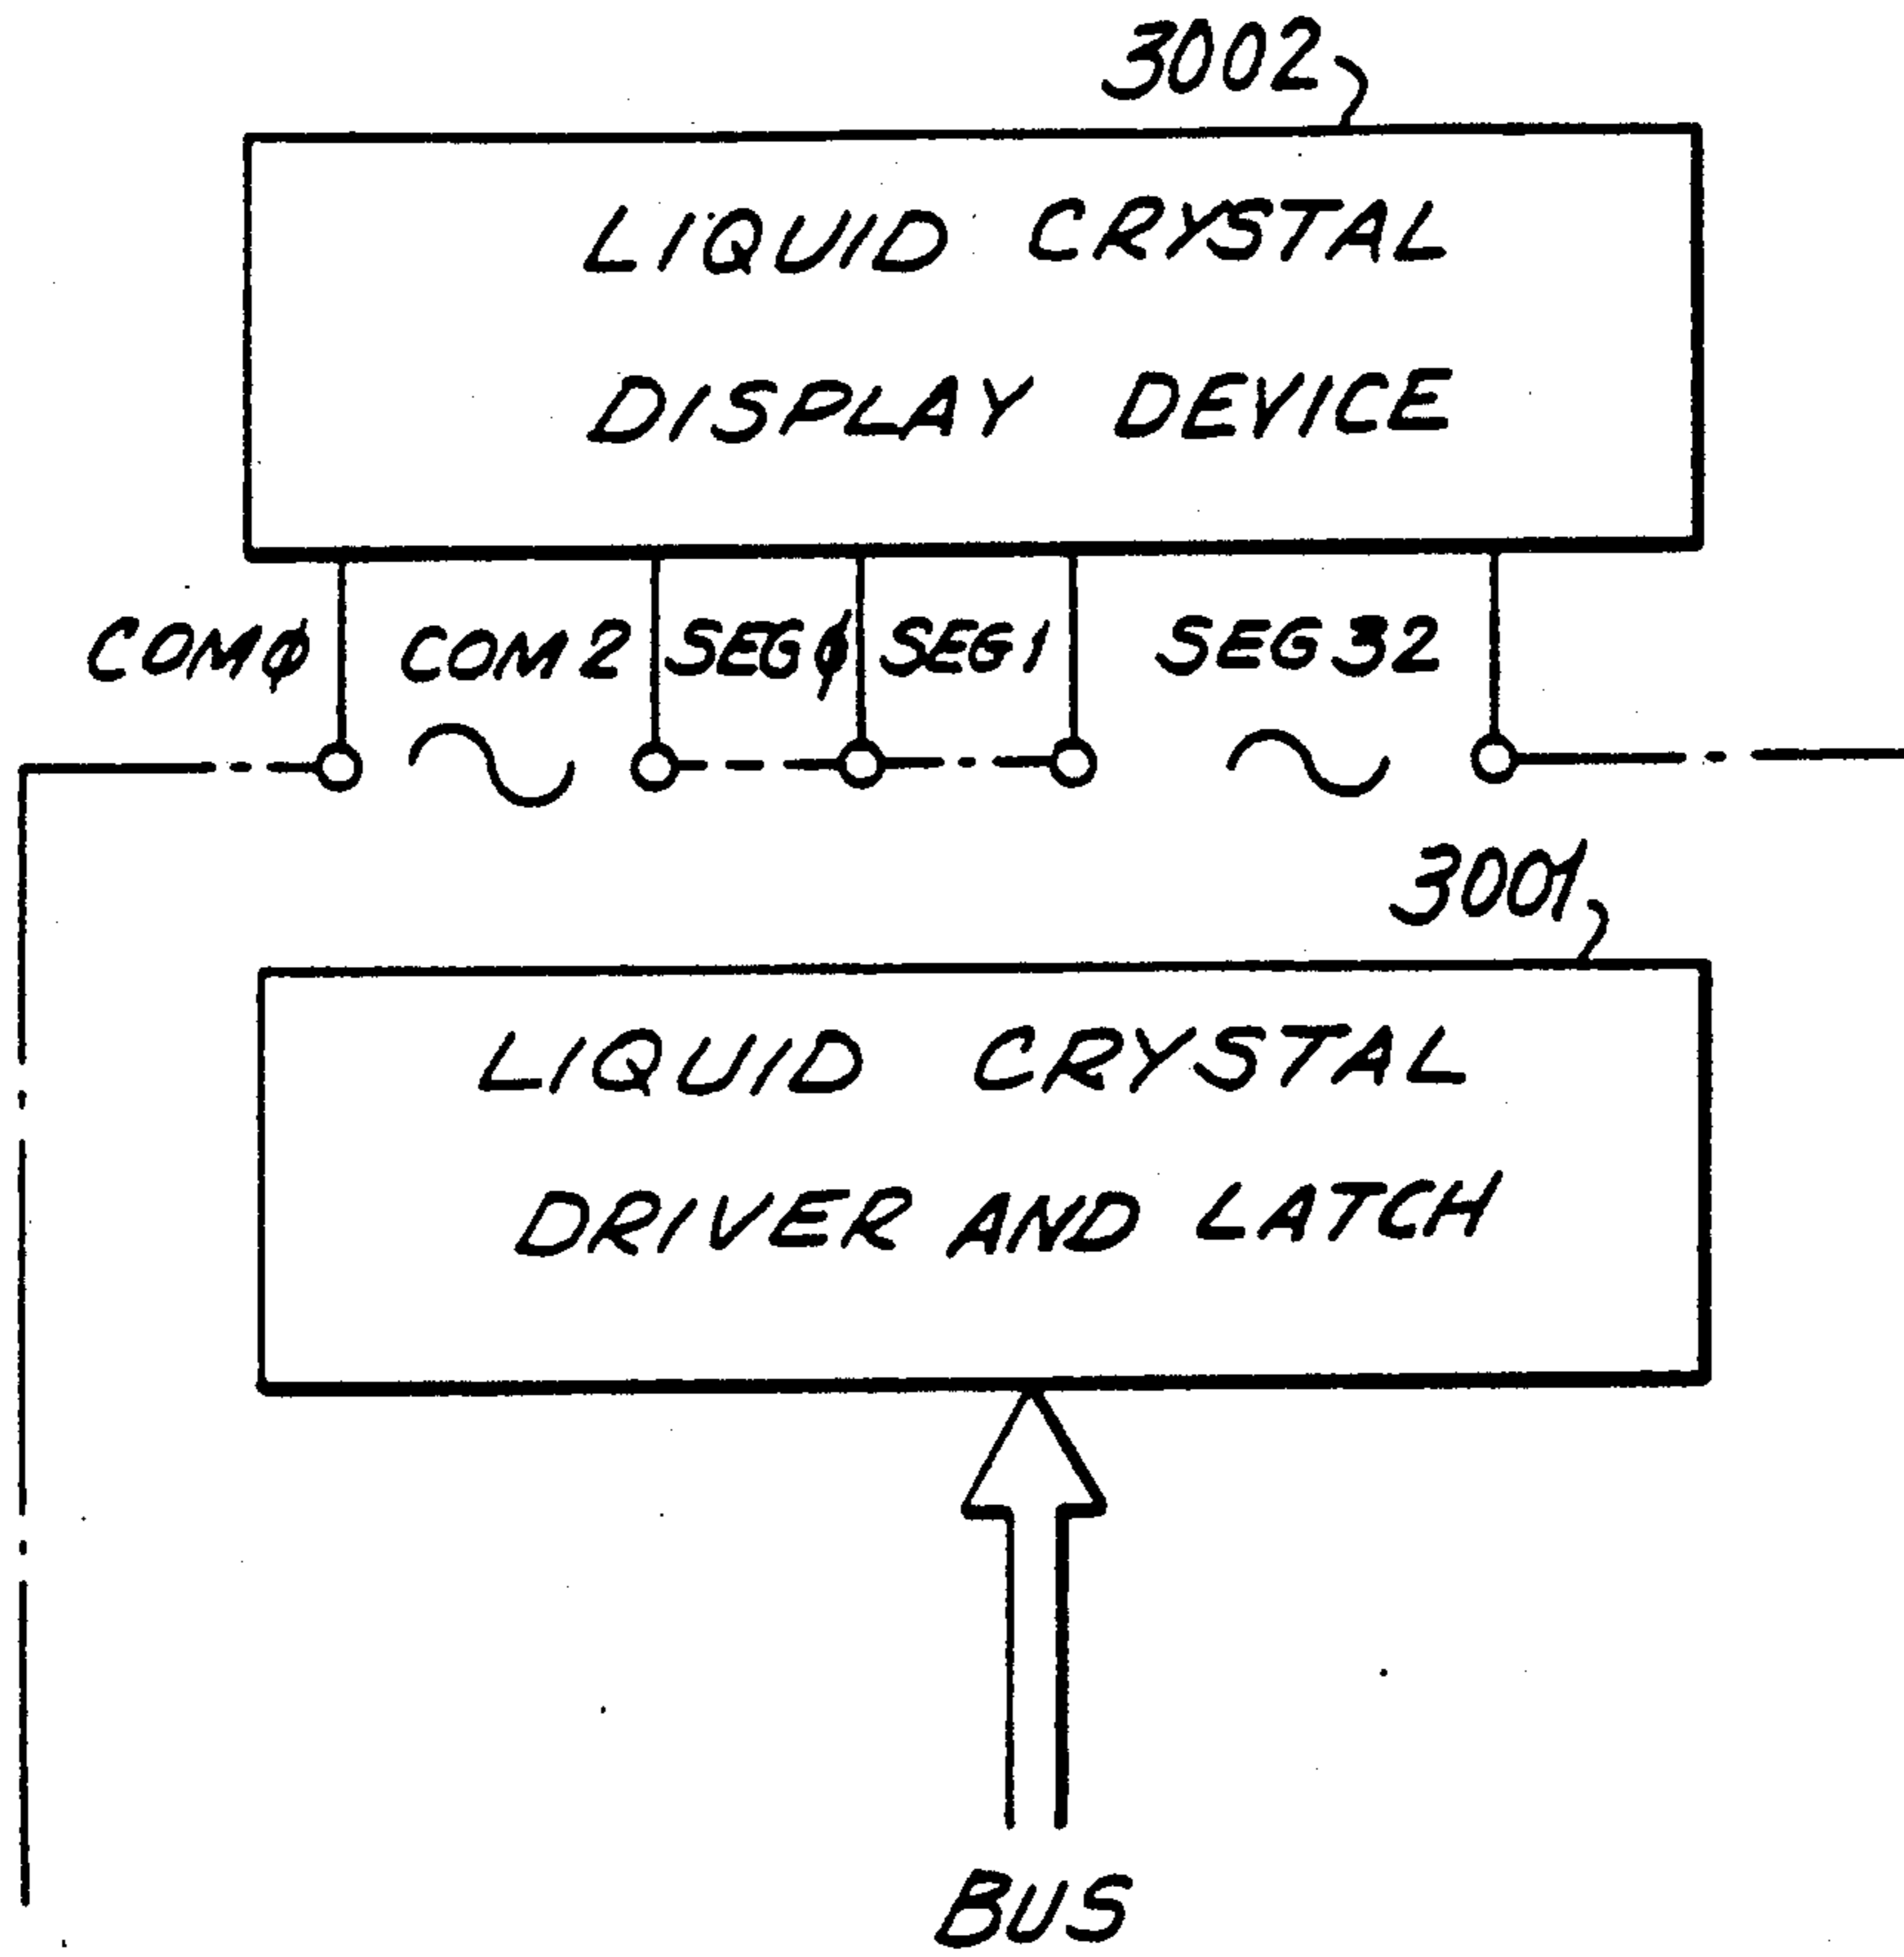 3002
LIQUID CRYSTAL
DISPLAY DEVICE
COMφ COM2 SEGφ SEG1 SEG32
3001
LIQUID CRYSTAL
DRIVER AND LATCH
BUS